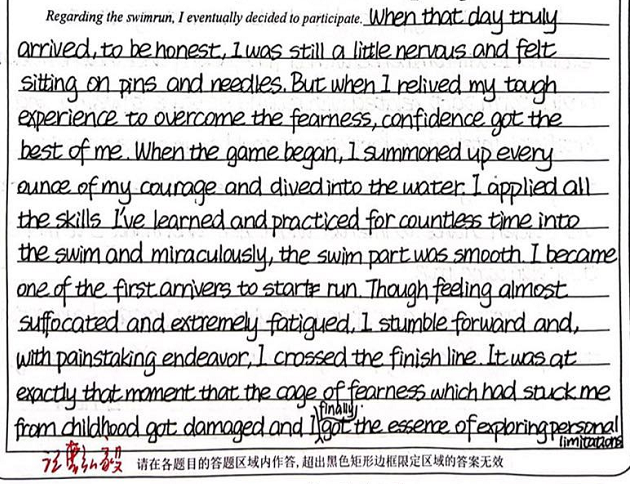 Regarding the swimrun, I eventually decided to participate. When that day truly
arrived, to be honest, I was still a little nervous and felt
sitting on pins and needles. But when I relived my tough
experience to overcome the fearness, confidence got the
best of me. When the game began, I summoned up every
ounce of my courage and dived into the water. I applied all
the skills I've learned and practiced for countless time into
the swim and miraculously, the swim part was smooth. I became
one of the first arrivers to start run. Though feeling almost
suffocated and extremely fatigued, I stumble forward and,
with painstaking endeavor, I crossed the finish line. It was at
exactly that moment that the cage of fearness which had stuck me
from childhood got damaged and I finally got the essence of exploring personal
limitations
请在各题目的答题区域内作答,超出黑色矩形边框限定区域的答案无效